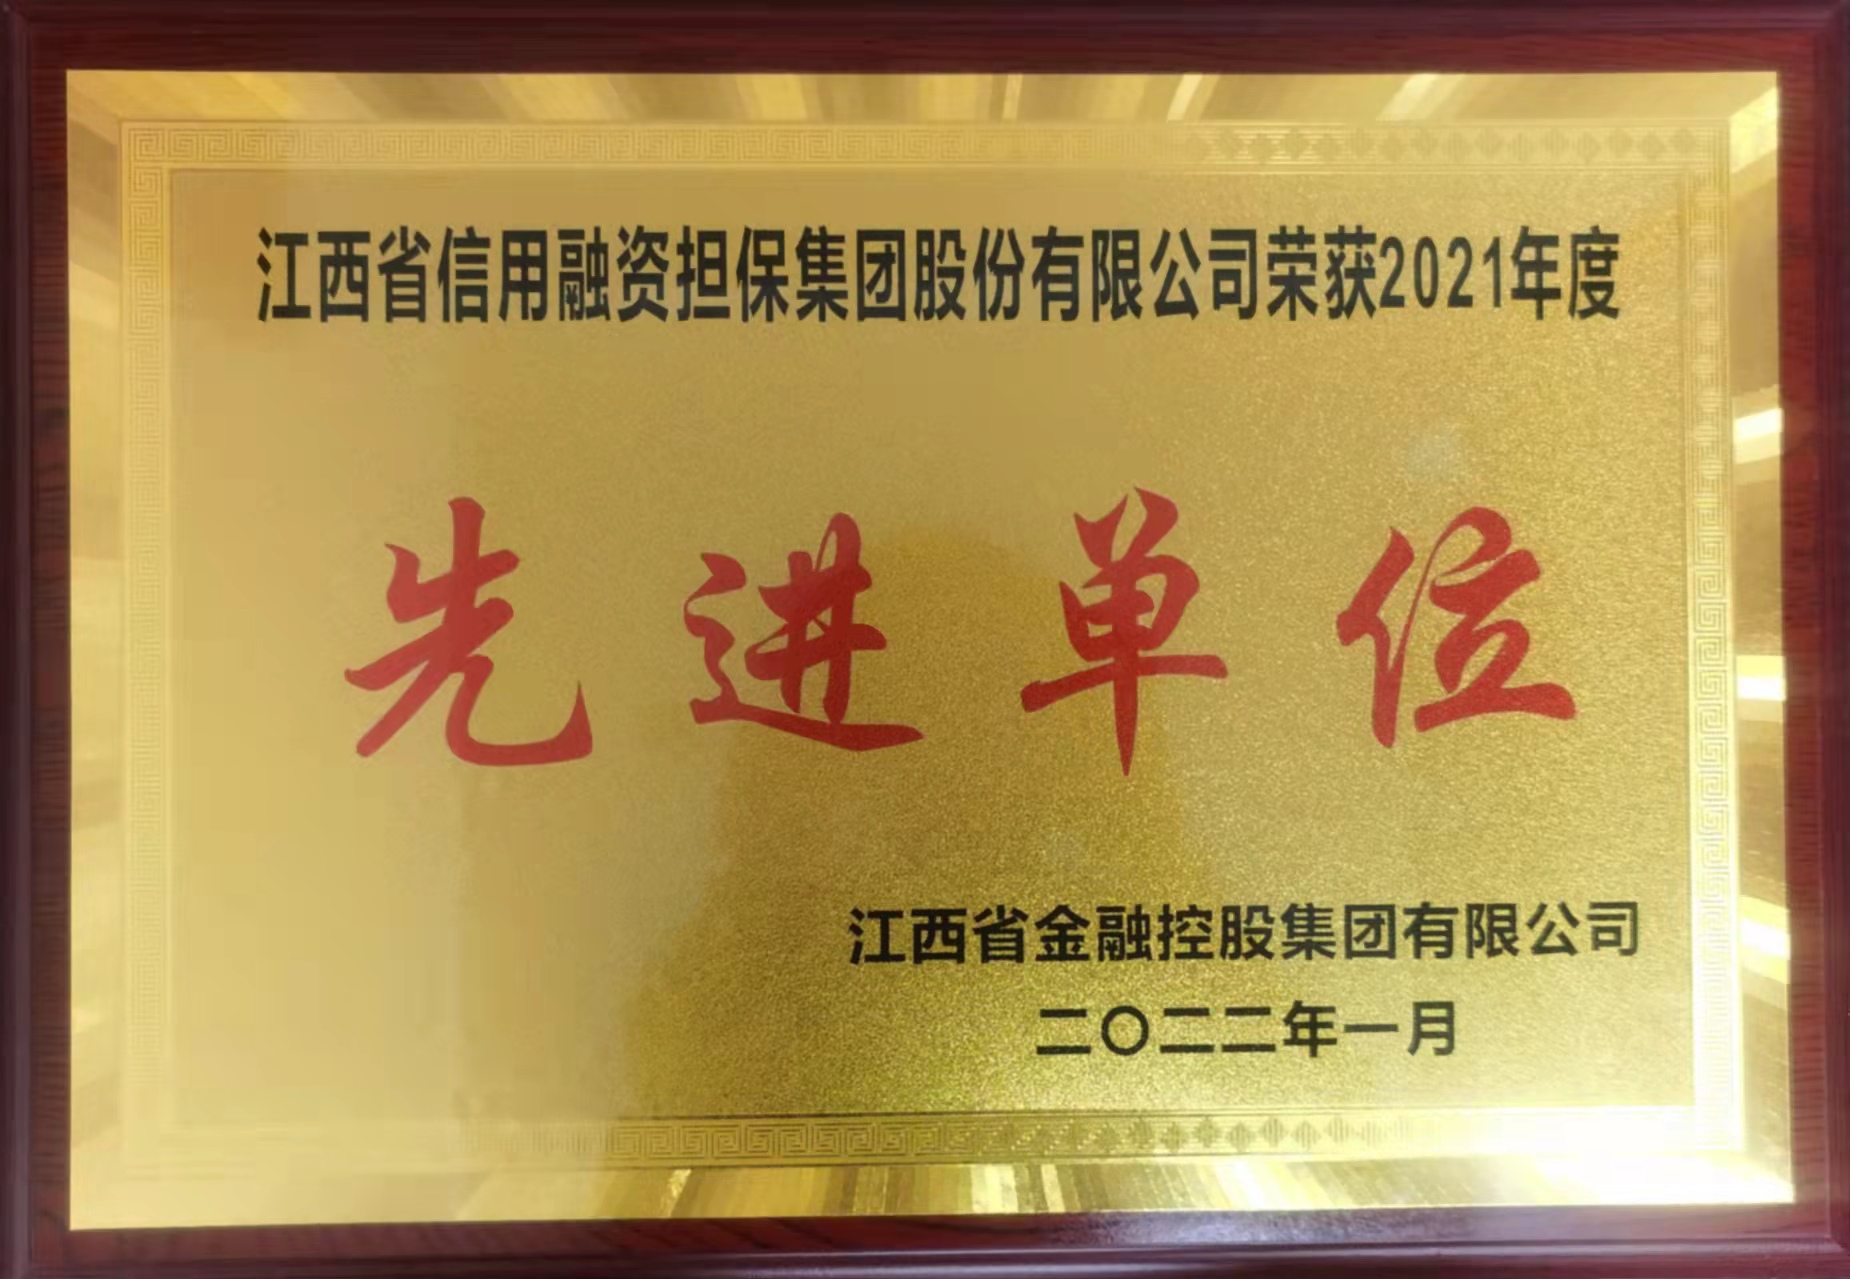 江西省信用融资担保集团股份有限公司荣获2021年度
先进单位
江西省金融控股集团有限公司
二〇二二年一月